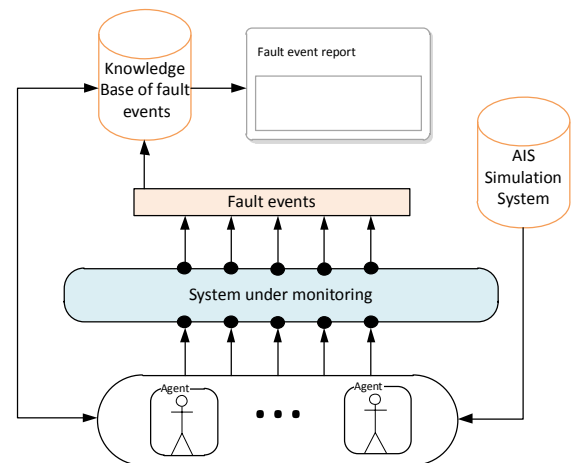 Knowledge
Base of fault
events
Fault event report
AIS
Simulation
System
Fault events
System under monitoring
Agent
Agent